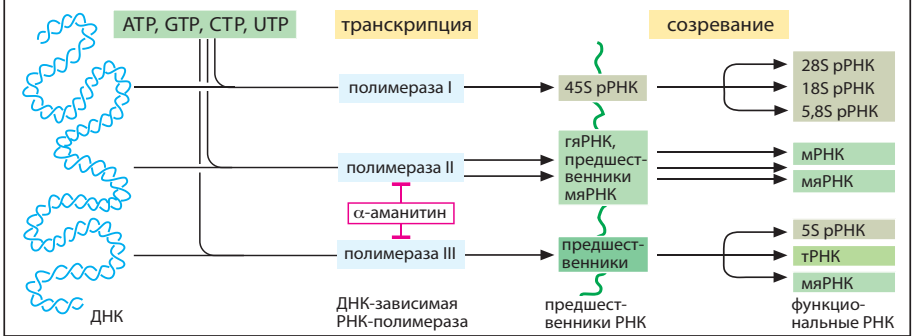 ATP, GTP, CTP, UTP
транскрипция
созревание
полимераза I
45S рРНК
28S рРНК
18S рРНК
5,8S рРНК
полимераза II
гяРНК,
предшест-
венники
мяРНК
мРНК
мяРНК
α-аманитин
полимераза III
предшест-
венники
5S рРНК
тРНК
мяРНК
ДНК
ДНК-зависимая
РНК-полимераза
предшест-
венники РНК
функцио-
нальные РНК